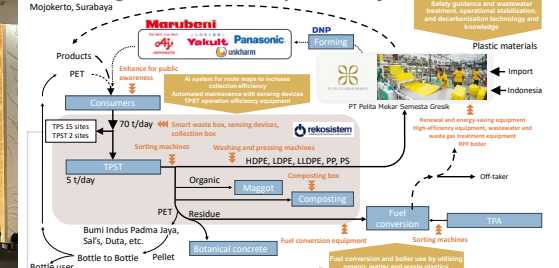 Mojokerto, Surabaya
Safety guidance and wastewater
treatment, operational stabilization,
and decarbonization technology and
knowledge
Marubeni
AJINOMOTO
Yakult
Panasonic
unicharm
DNP
Forming
Plastic materials
Products
PET
Enhance for public
awareness
Consumers
AI system for route maps to increase
collection efficiency
Automated maintenance with sensing devices
TPST operation efficiency equipment
Import
Indonesia
PT Pelita Mekar Semesta Gresik
TPS 15 sites
TPST 2 sites
70 t/day
Smart waste box, sensing devices,
collection box
rekosistem
Renewal and energy-saving equipment
High-efficiency equipment, wastewater and
waste gas treatment equipment
RPF boiler
Sorting machines
Washing and pressing machines
TPST
HDPE, LDPE, LLDPE, PP, PS
5 t/day
Organic
Maggot
Composting box
Composting
Off-taker
PET
Residue
Fuel
conversion
TPA
Bumi Indus Padma Jaya,
Sal's, Duta, etc.
Botanical concrete
Fuel conversion equipment
Sorting machines
Bottle to Bottle
Pellet
Bottle user
Fuel conversion and boiler use by utilizing
organic matter and waste plastics